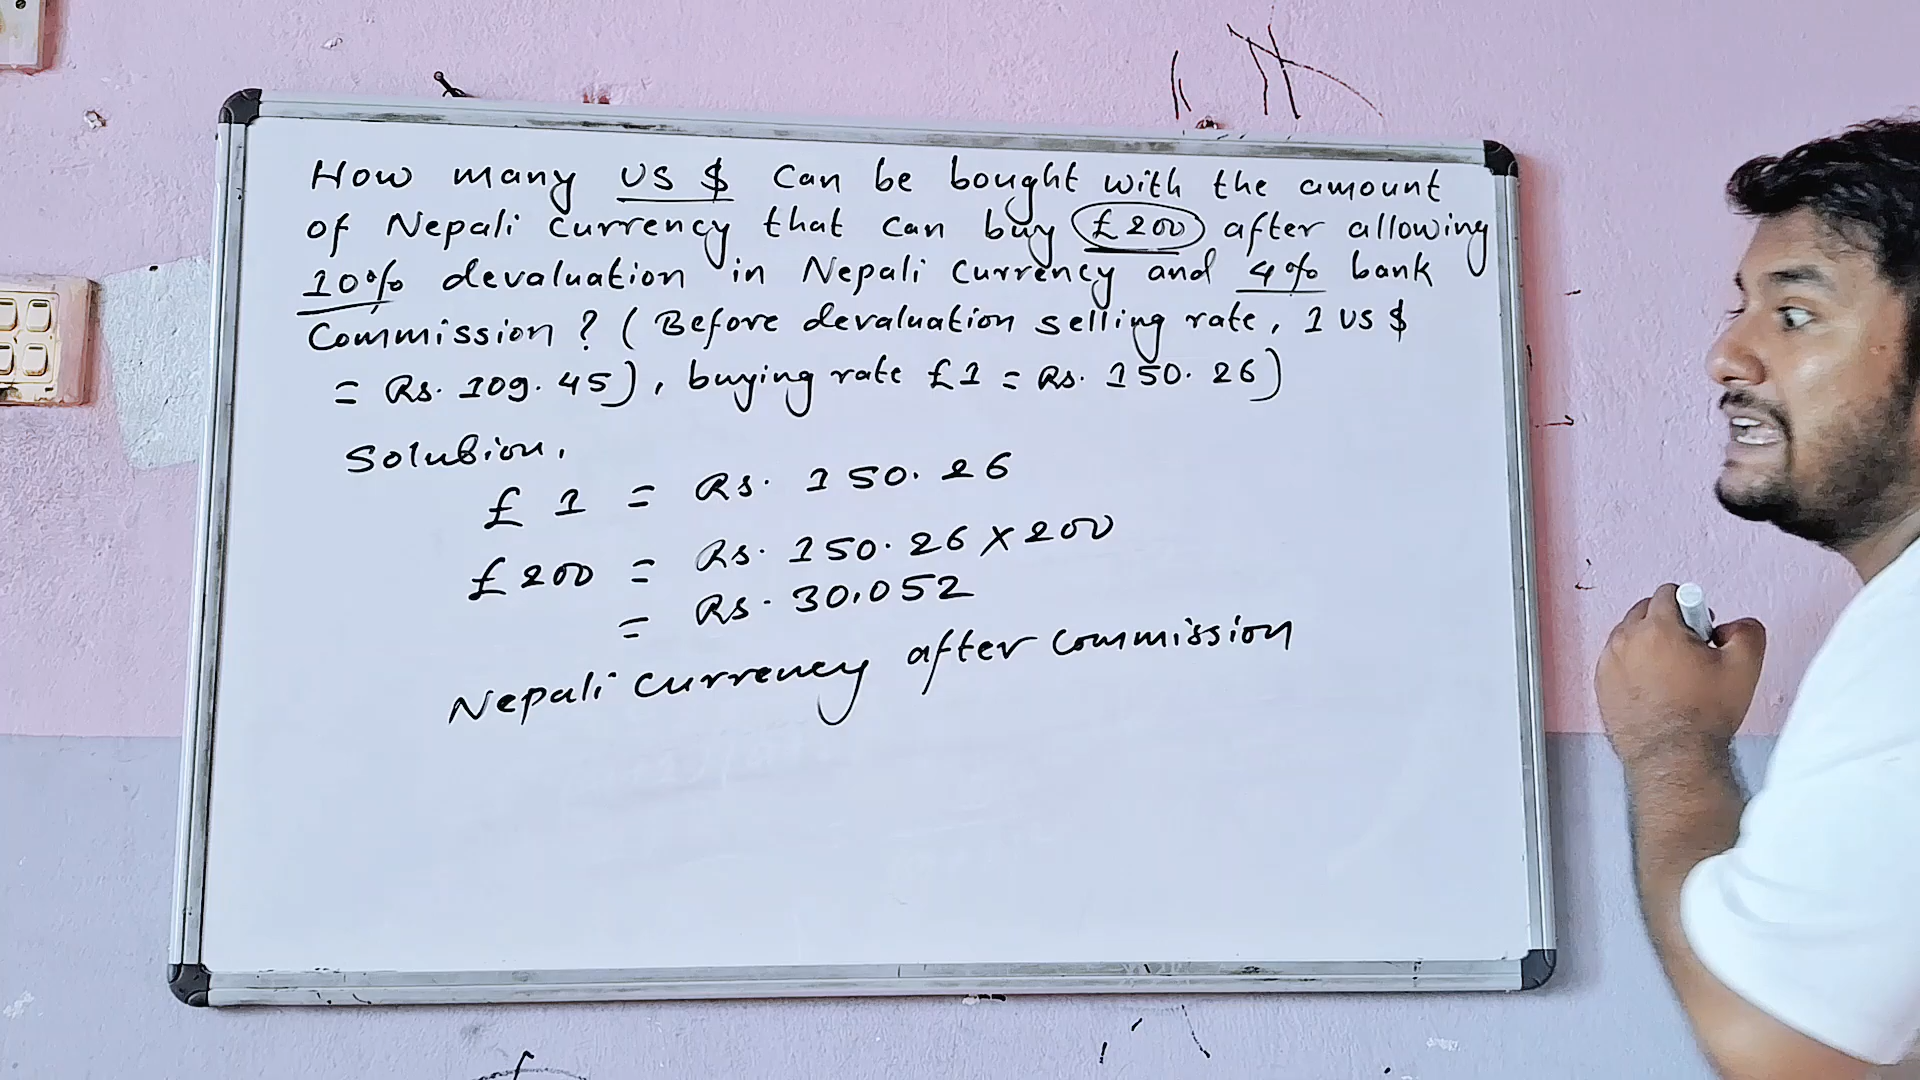 How many US $ can be bought with the amount
of Nepali currency that can buy £200 after allowing
10% devaluation in Nepali currency and 4% bank
Commission? (Before devaluation selling rate, 1 US $
= Rs. 109.45), buying rate £1 = Rs. 150.26)
Solution,
£ 1 = Rs. 150.26
£200 = Rs. 150.26 × 200
= Rs. 30,052
Nepali currency after commission